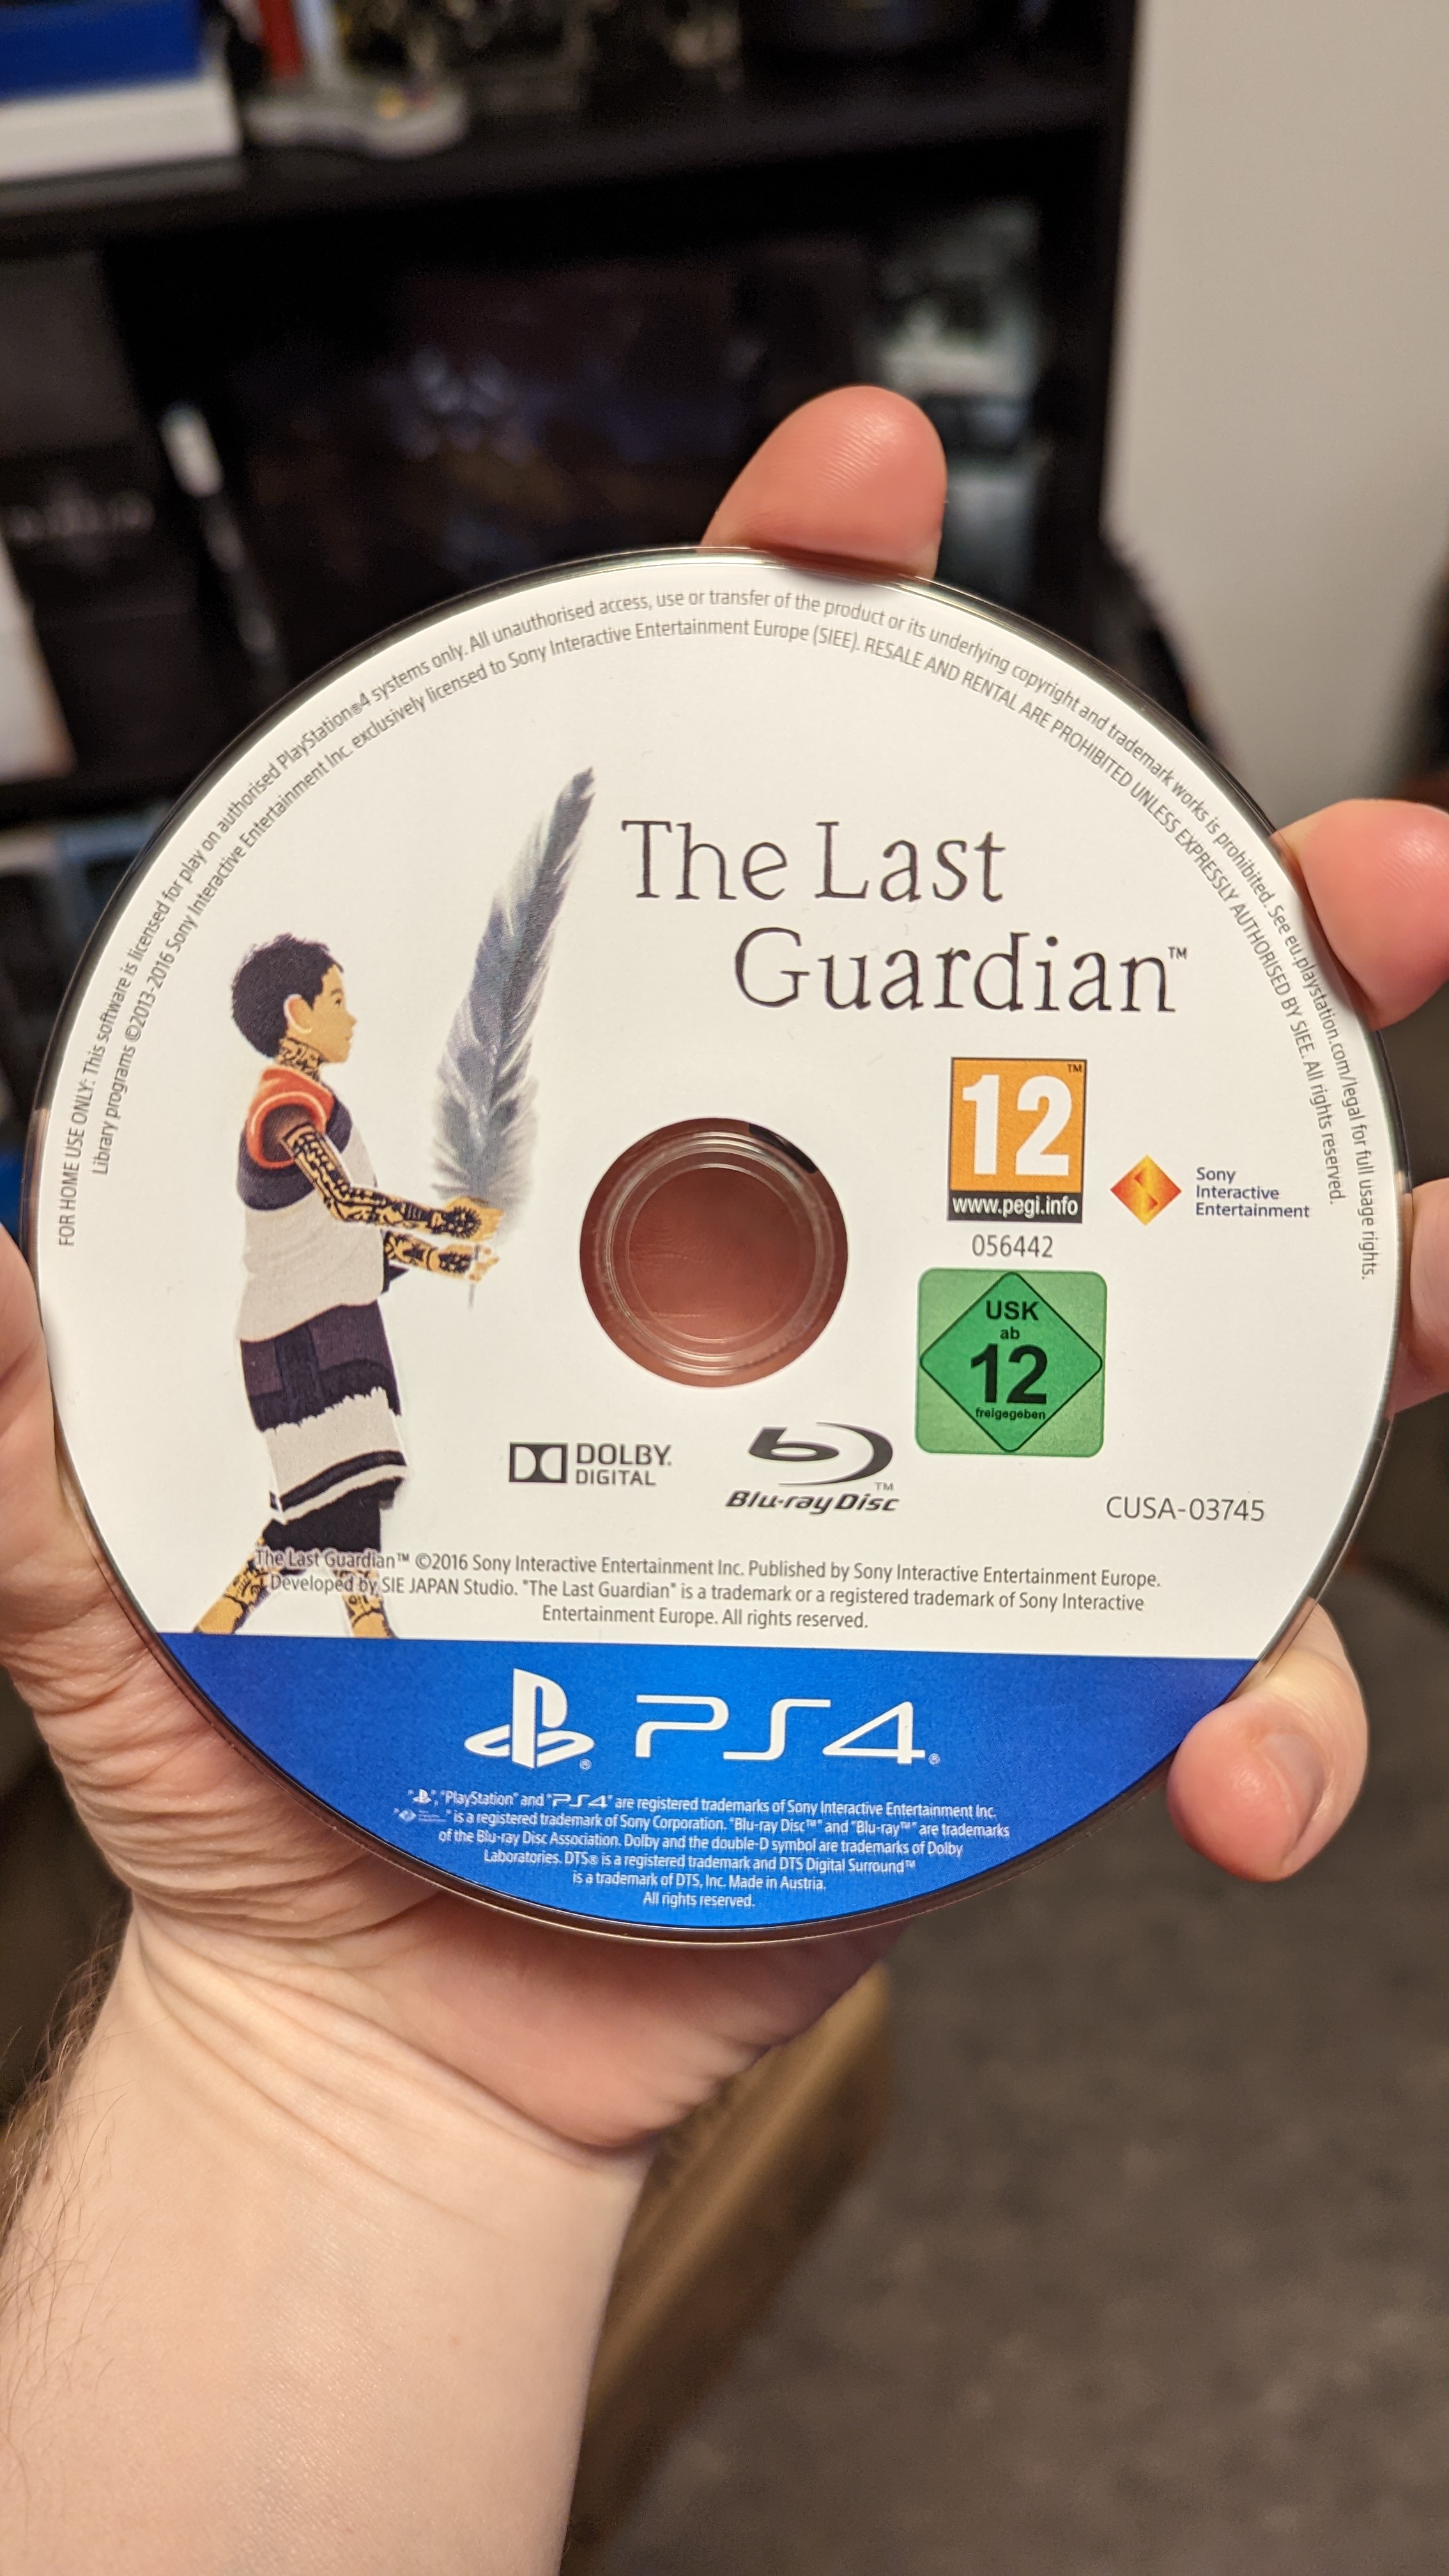 FOR HOME USE ONLY: This software is licensed for play on authorised PlayStation®4 systems only. All unauthorised access, use or transfer of the product or its underlying copyright and trademark works is prohibited. See eu.playstation.com/legal for full usage rights.
Library programs ©2013-2016 Sony Interactive Entertainment Inc. exclusively licensed to Sony Interactive Entertainment Europe (SIEE). RESALE AND RENTAL ARE PROHIBITED UNLESS EXPRESSLY AUTHORISED BY SIEE. All rights reserved.
The Last
Guardian™
12™
www.pegi.info
056442
Sony
Interactive
Entertainment
USK
ab
12
freigegeben
DOLBY.
DIGITAL
Blu-ray Disc™
CUSA-03745
The Last Guardian™ ©2016 Sony Interactive Entertainment Inc. Published by Sony Interactive Entertainment Europe.
Developed by SIE JAPAN Studio. "The Last Guardian" is a trademark or a registered trademark of Sony Interactive
Entertainment Europe. All rights reserved.
PS4®
"", "PlayStation" and "PS4" are registered trademarks of Sony Interactive Entertainment Inc.
"" is a registered trademark of Sony Corporation. "Blu-ray Disc™" and "Blu-ray™" are trademarks
of the Blu-ray Disc Association. Dolby and the double-D symbol are trademarks of Dolby
Laboratories. DTS® is a registered trademark and DTS Digital Surround™
is a trademark of DTS, Inc. Made in Austria.
All rights reserved.